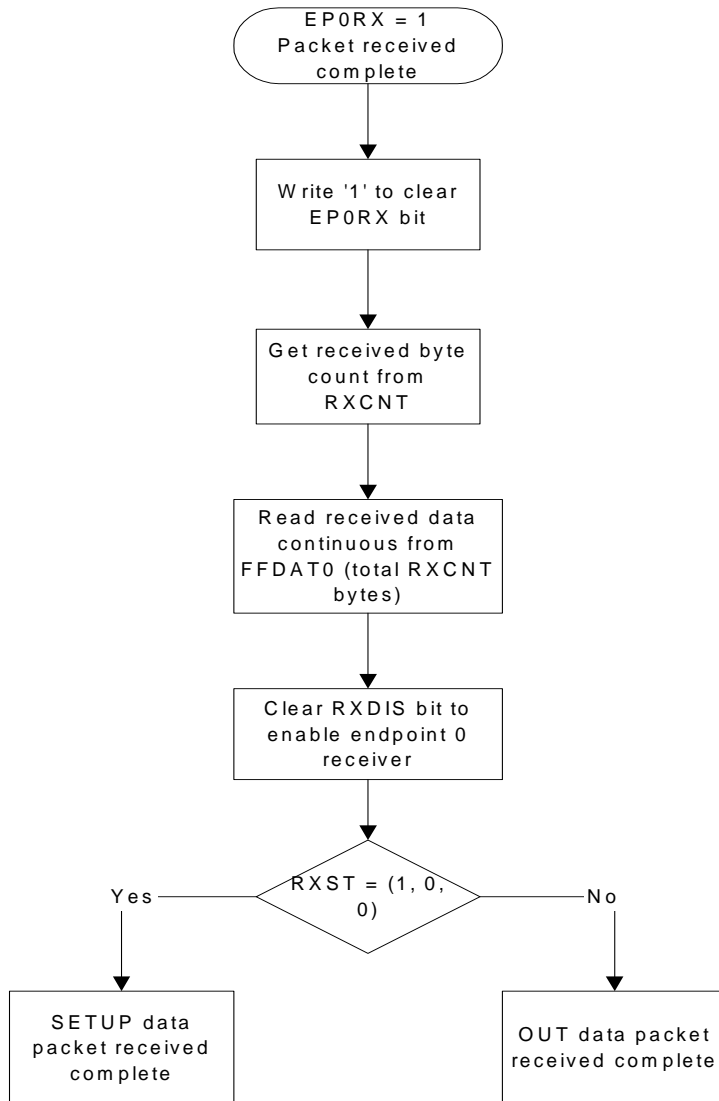 EP0RX = 1
Packet received
complete
Write '1' to clear
EP0RX bit
Get received byte
count from
RXCNT
Read received data
continuous from
FFDAT0 (total RXCNT
bytes)
Clear RXDIS bit to
enable endpoint 0
receiver
RXST = (1, 0,
0)
Yes
No
SETUP data
packet received
complete
OUT data packet
received complete